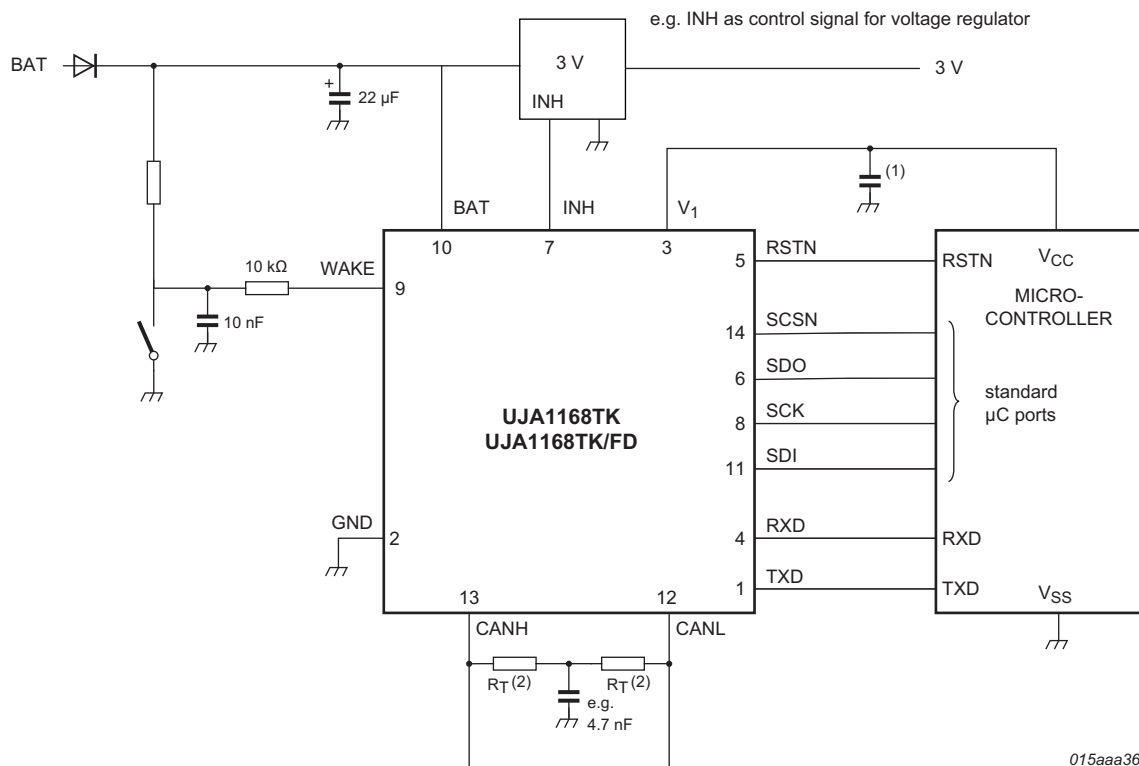 e.g. INH as control signal for voltage regulator
BAT
3 V
3 V
+
22 µF
INH
(1)
BAT
INH
V1
10
7
3
10 kΩ
WAKE
9
10 nF
5
RSTN
RSTN
VCC
MICRO-
CONTROLLER
14
SCSN
6
SDO
8
SCK
11
SDI
standard
µC ports
UJA1168TK
UJA1168TK/FD
GND
2
4
RXD
RXD
1
TXD
TXD
VSS
13
12
CANH
CANL
RT(2)
RT(2)
e.g.
4.7 nF
015aaa36